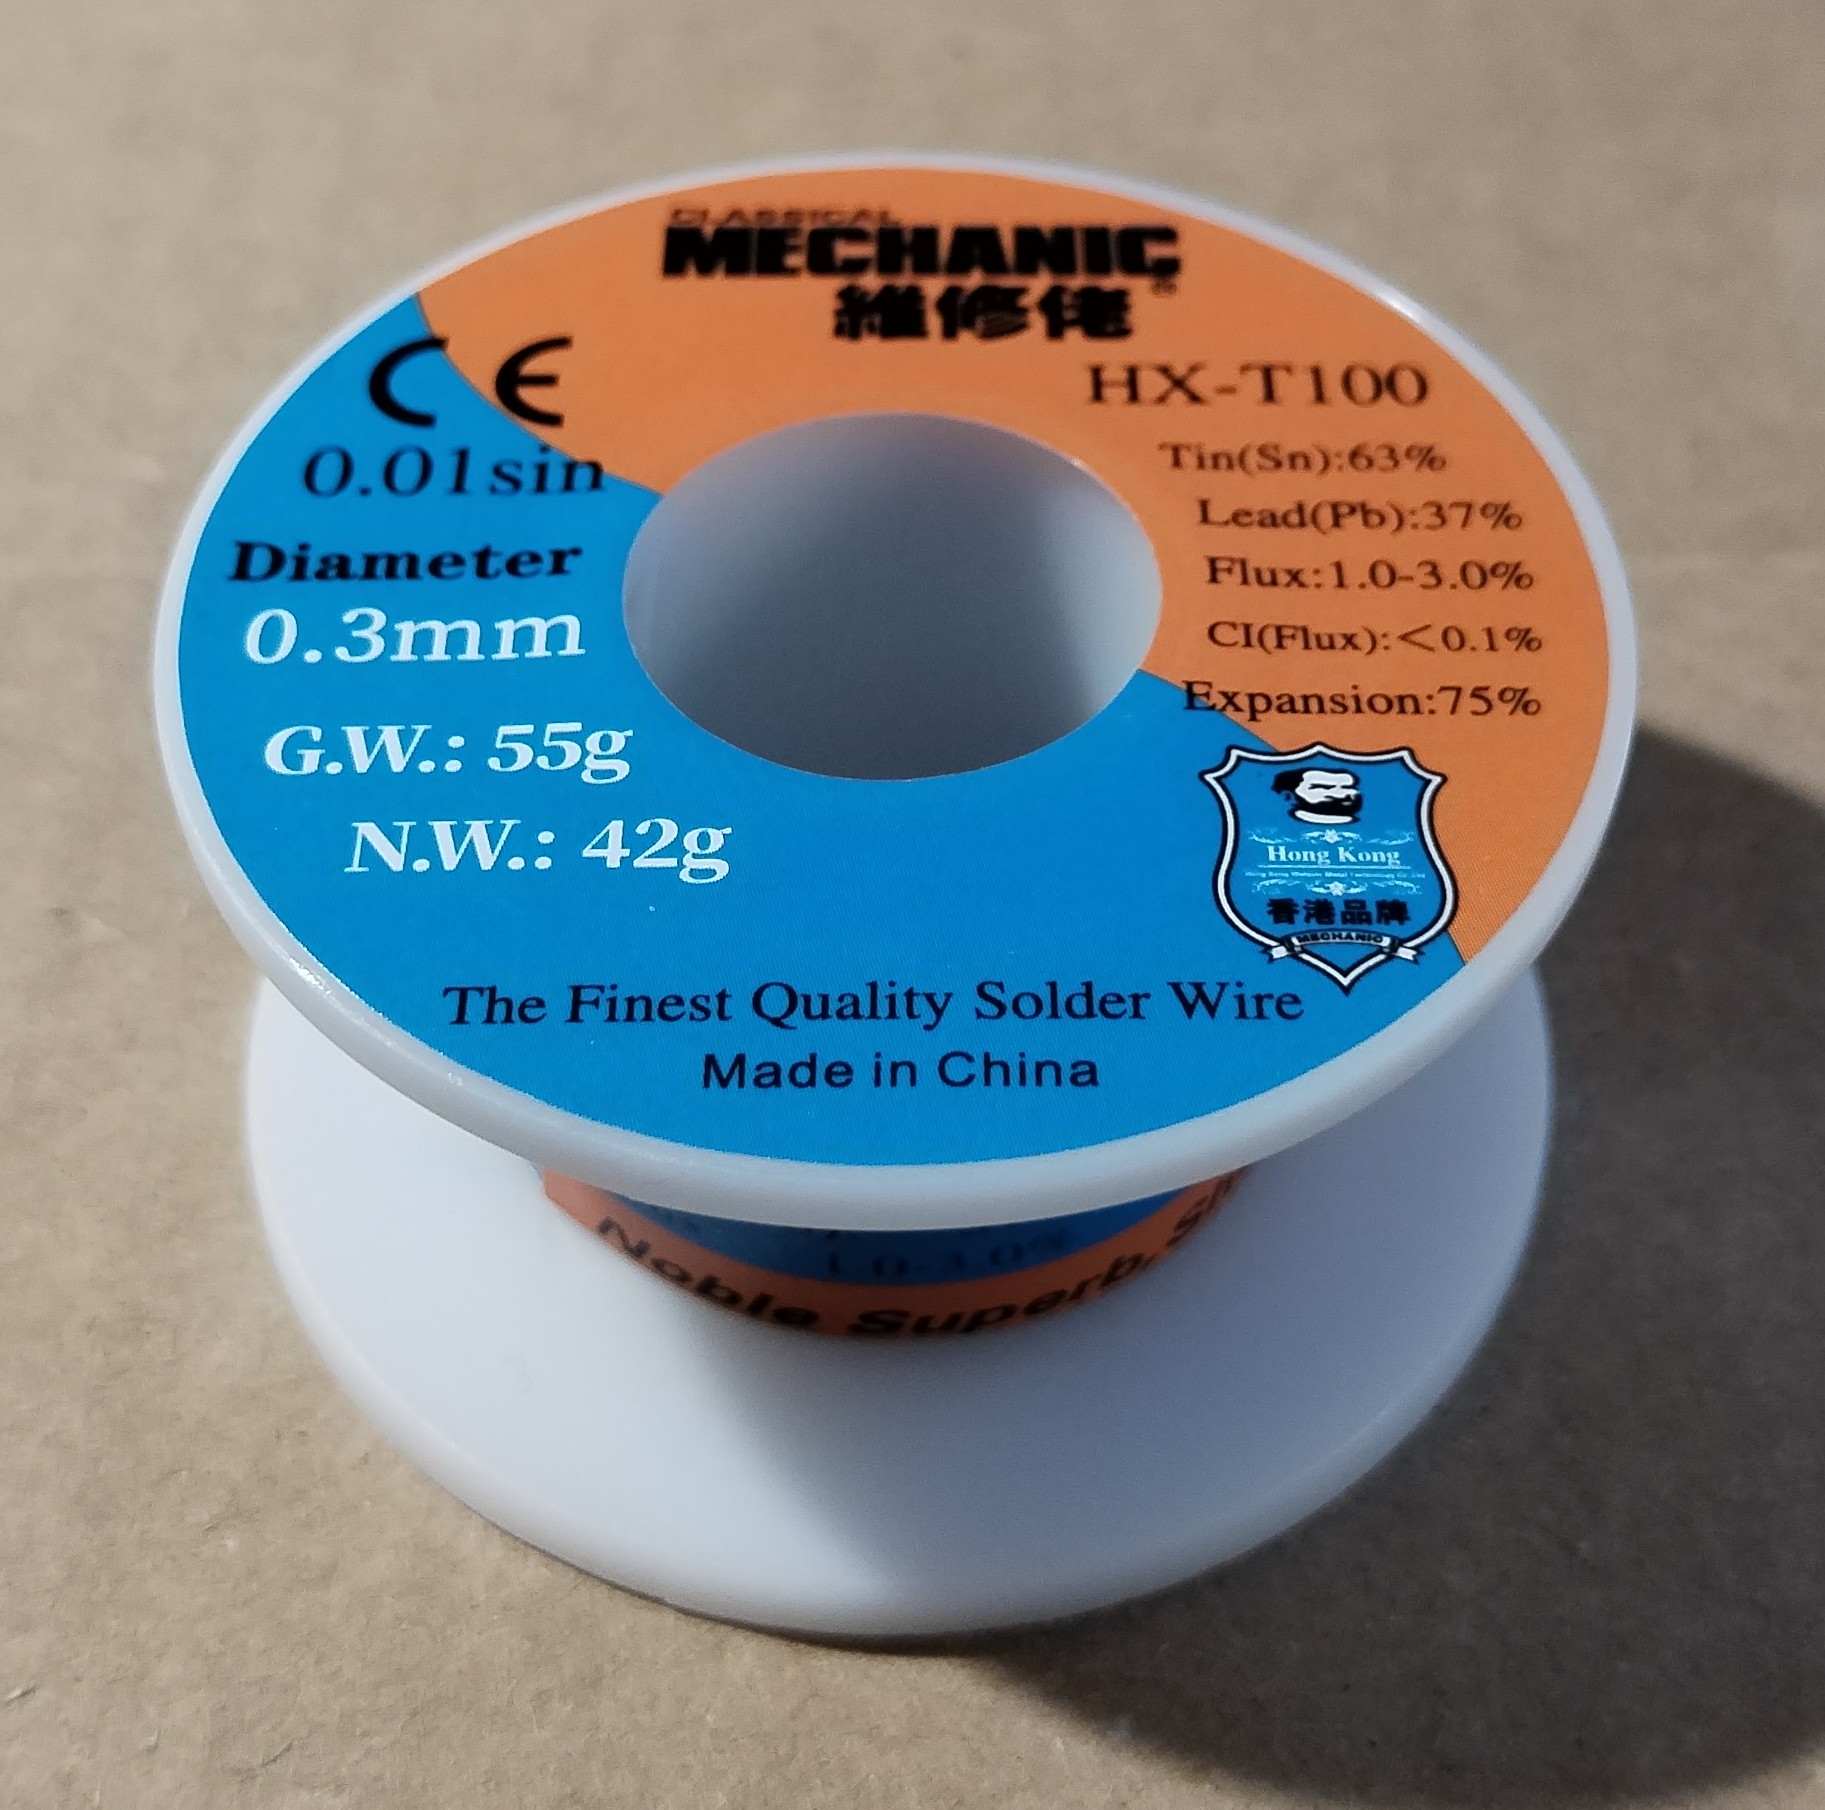 CLASSICAL
MECHANIC®
維修佬
CE
0.01sin
Diameter
0.3mm
G.W.: 55g
N.W.: 42g
HX-T100
Tin(Sn):63%
Lead(Pb):37%
Flux:1.0-3.0%
CI(Flux):<0.1%
Expansion:75%
Hong Kong
香港品牌
MECHANIC
The Finest Quality Solder Wire
Made in China
1.0-3.0%
Noble Superb,